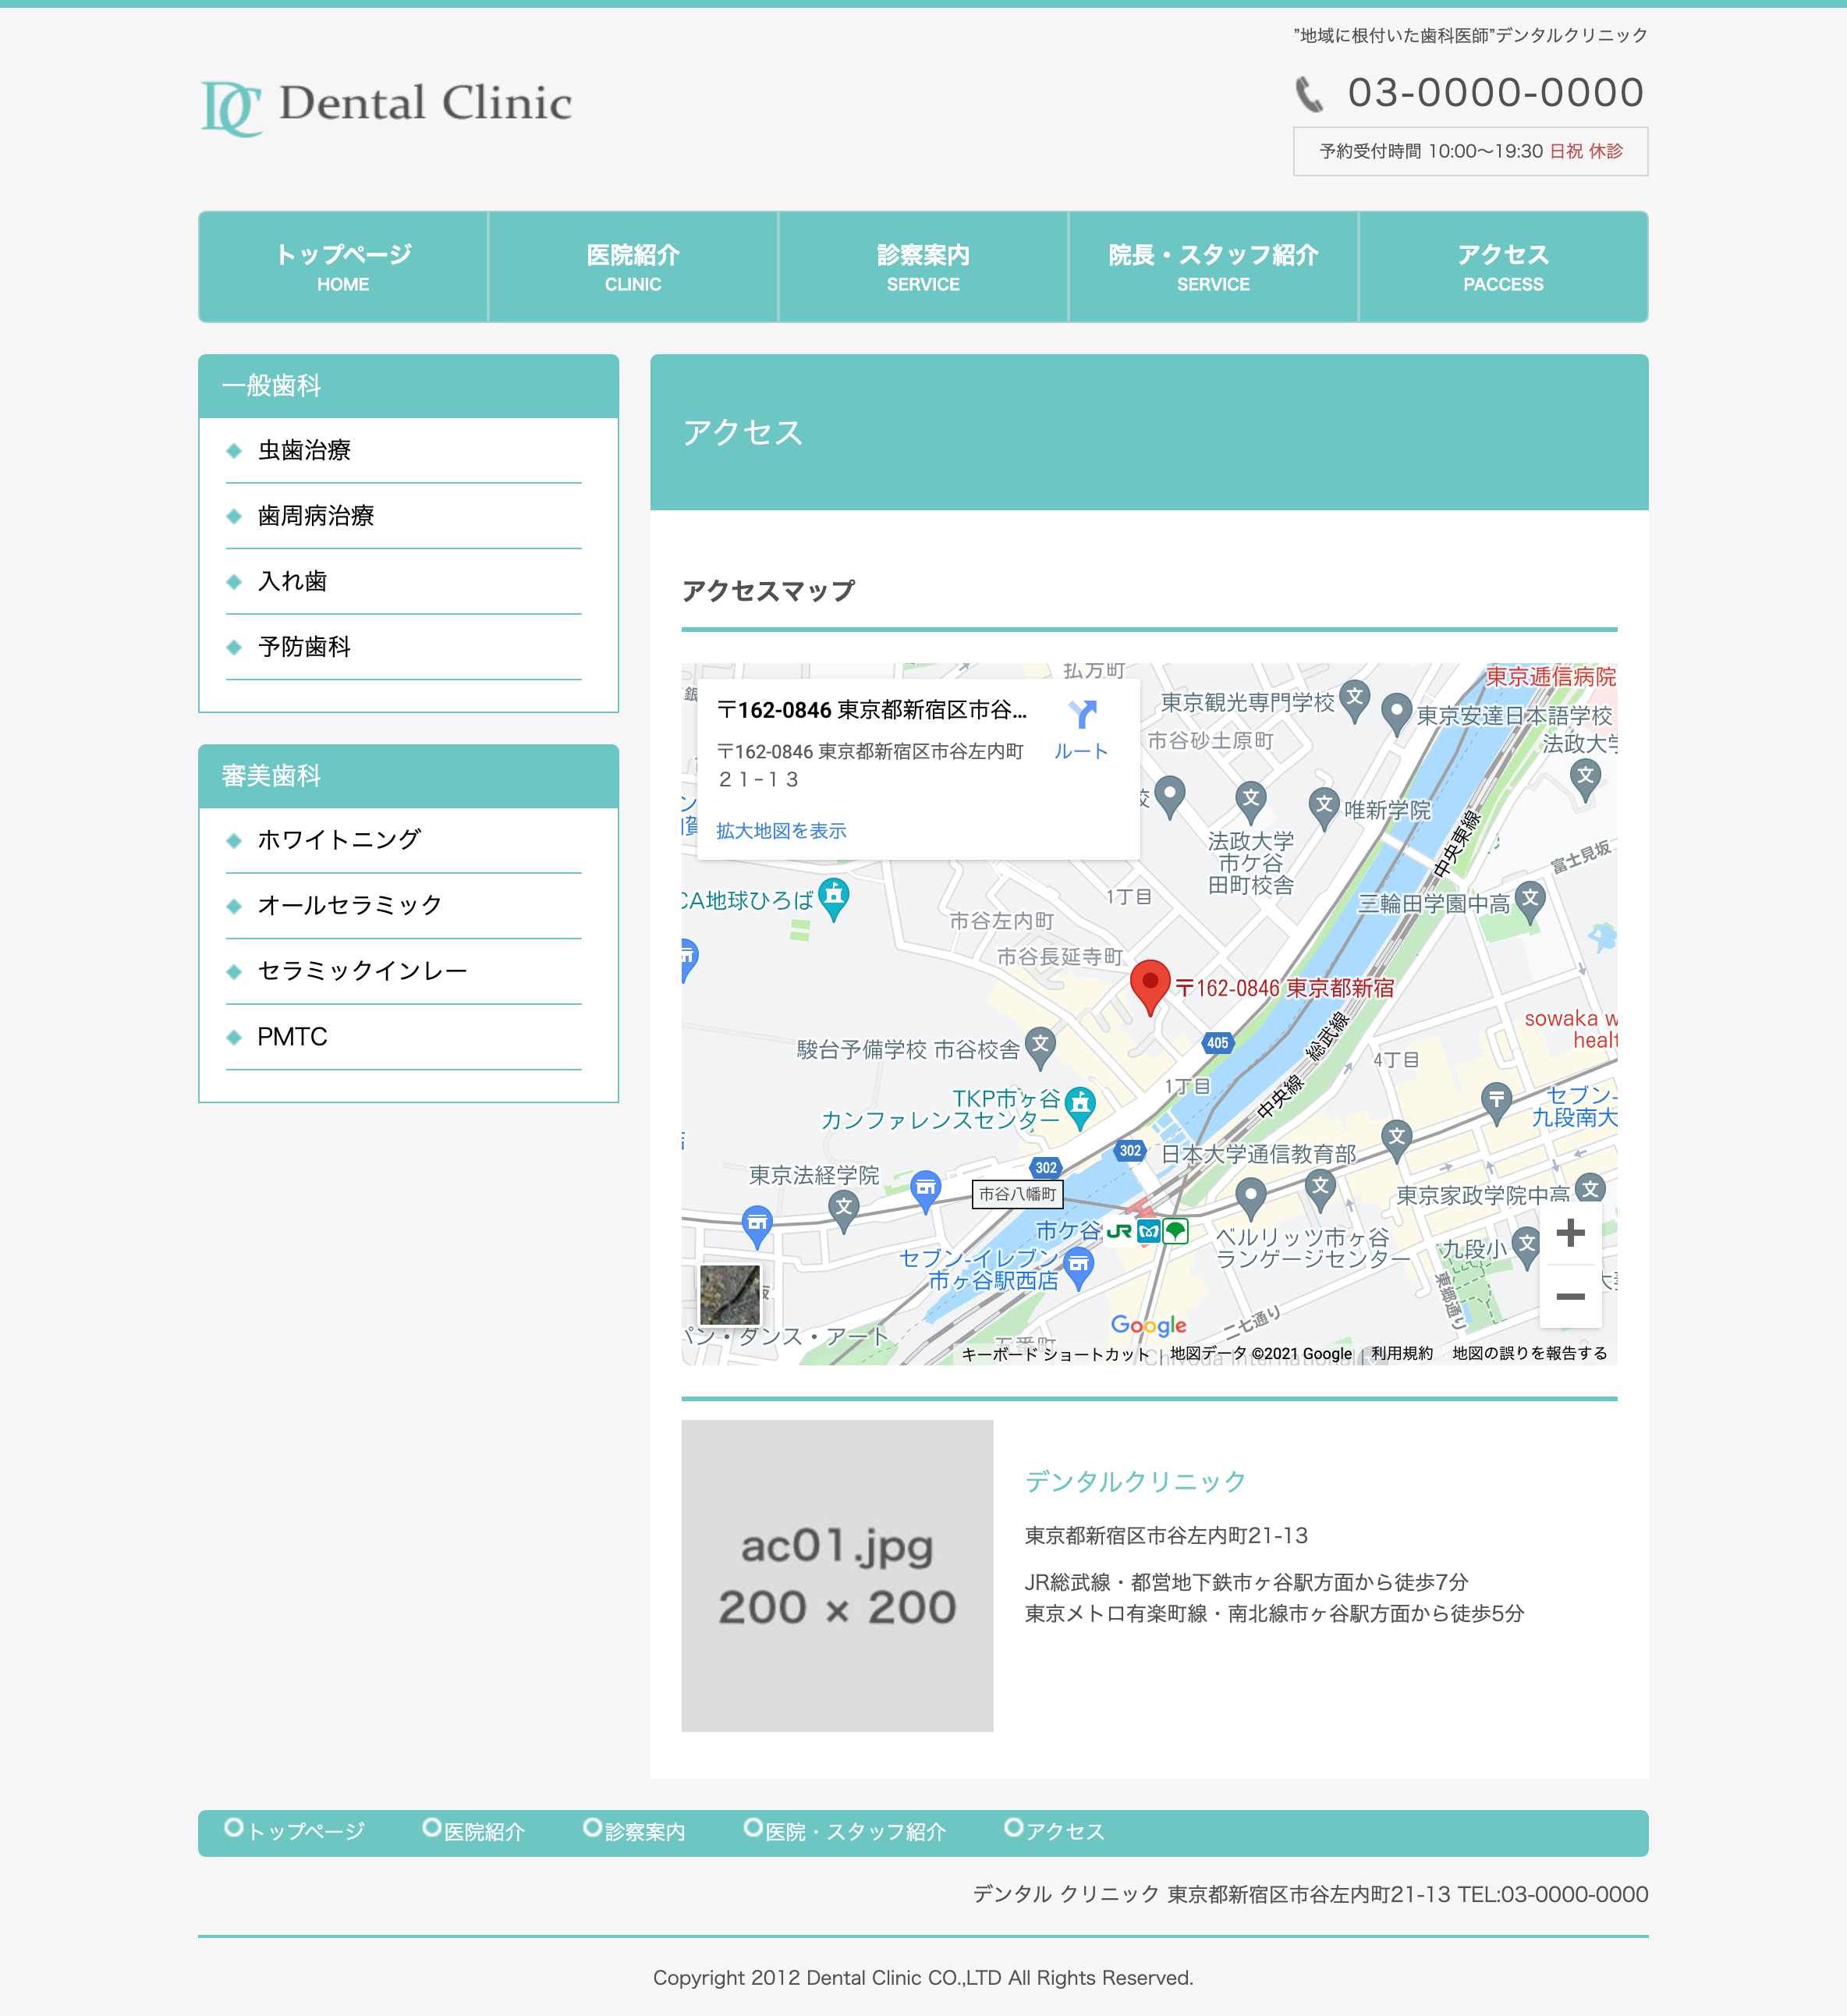 ”地域に根付いた歯科医師”デンタルクリニック
DC Dental Clinic
03-0000-0000
予約受付時間 10:00〜19:30 日祝 休診
トップページ
HOME
医院紹介
CLINIC
診察案内
SERVICE
院長・スタッフ紹介
SERVICE
アクセス
PACCESS
一般歯科
虫歯治療
歯周病治療
入れ歯
予防歯科
審美歯科
ホワイトニング
オールセラミック
セラミックインレー
PMTC
アクセス
アクセスマップ
払方町
東京逓信病院
銀
〒162-0846 東京都新宿区市谷...
〒162-0846 東京都新宿区市谷左内町
２１−１３
ルート
拡大地図を表示
東京観光専門学校
東京安達日本語学校
市谷砂土原町
法政大学
校
唯新学院
法政大学
市ケ谷
田町校舎
中央東線
富士見坂
CA地球ひろば
1丁目
三輪田学園中高
市谷左内町
市谷長延寺町
〒162-0846 東京都新宿
sowaka w
healt
405
総武線
駿台予備学校 市谷校舎
4丁目
1丁目
中央線
TKP市ヶ谷
カンファレンスセンター
セブン-
九段南大
302
302
日本大学通信教育部
東京法経学院
市谷八幡町
東京家政学院中高
市ケ谷
JR
ベルリッツ市ヶ谷
ランゲージセンター
九段小
セブン-イレブン
市ヶ谷駅西店
東郷通り
パン・ダンス・アート
二七通り
五番町
Google
Chiyoda International
キーボード ショートカット
地図データ ©2021 Google
利用規約
地図の誤りを報告する
ac01.jpg
200 × 200
デンタルクリニック
東京都新宿区市谷左内町21-13
JR総武線・都営地下鉄市ヶ谷駅方面から徒歩7分
東京メトロ有楽町線・南北線市ヶ谷駅方面から徒歩5分
トップページ
医院紹介
診察案内
医院・スタッフ紹介
アクセス
デンタル クリニック 東京都新宿区市谷左内町21-13 TEL:03-0000-0000
Copyright 2012 Dental Clinic CO.,LTD All Rights Reserved.